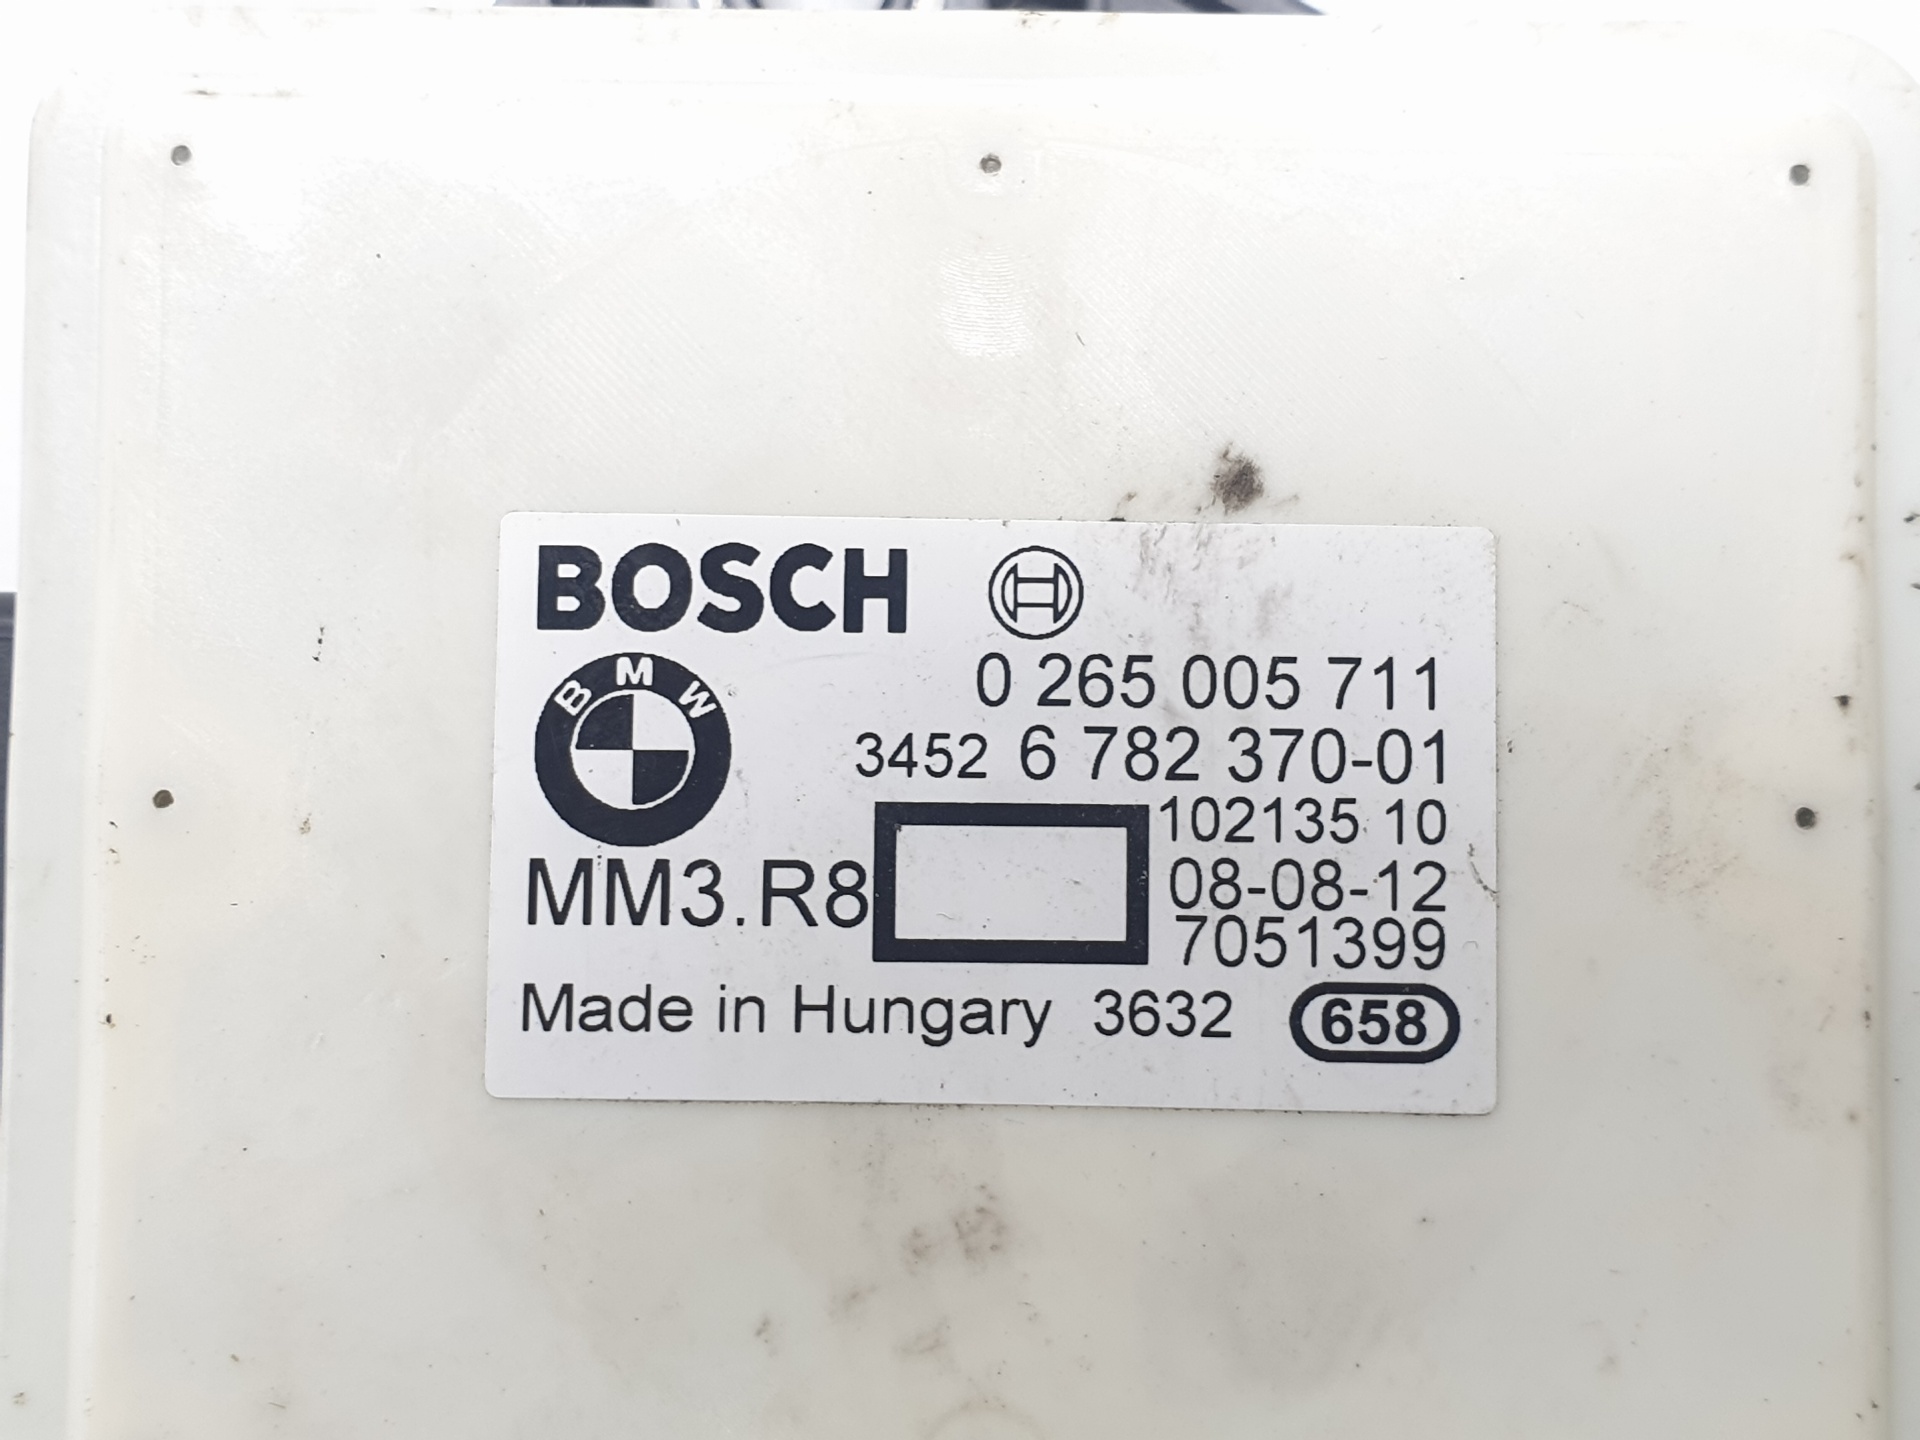 BOSCH
BMW
0 265 005 711
3452 6 782 370-01
102135 10
MM3.R8
08-08-12
7051399
Made in Hungary 3632 658